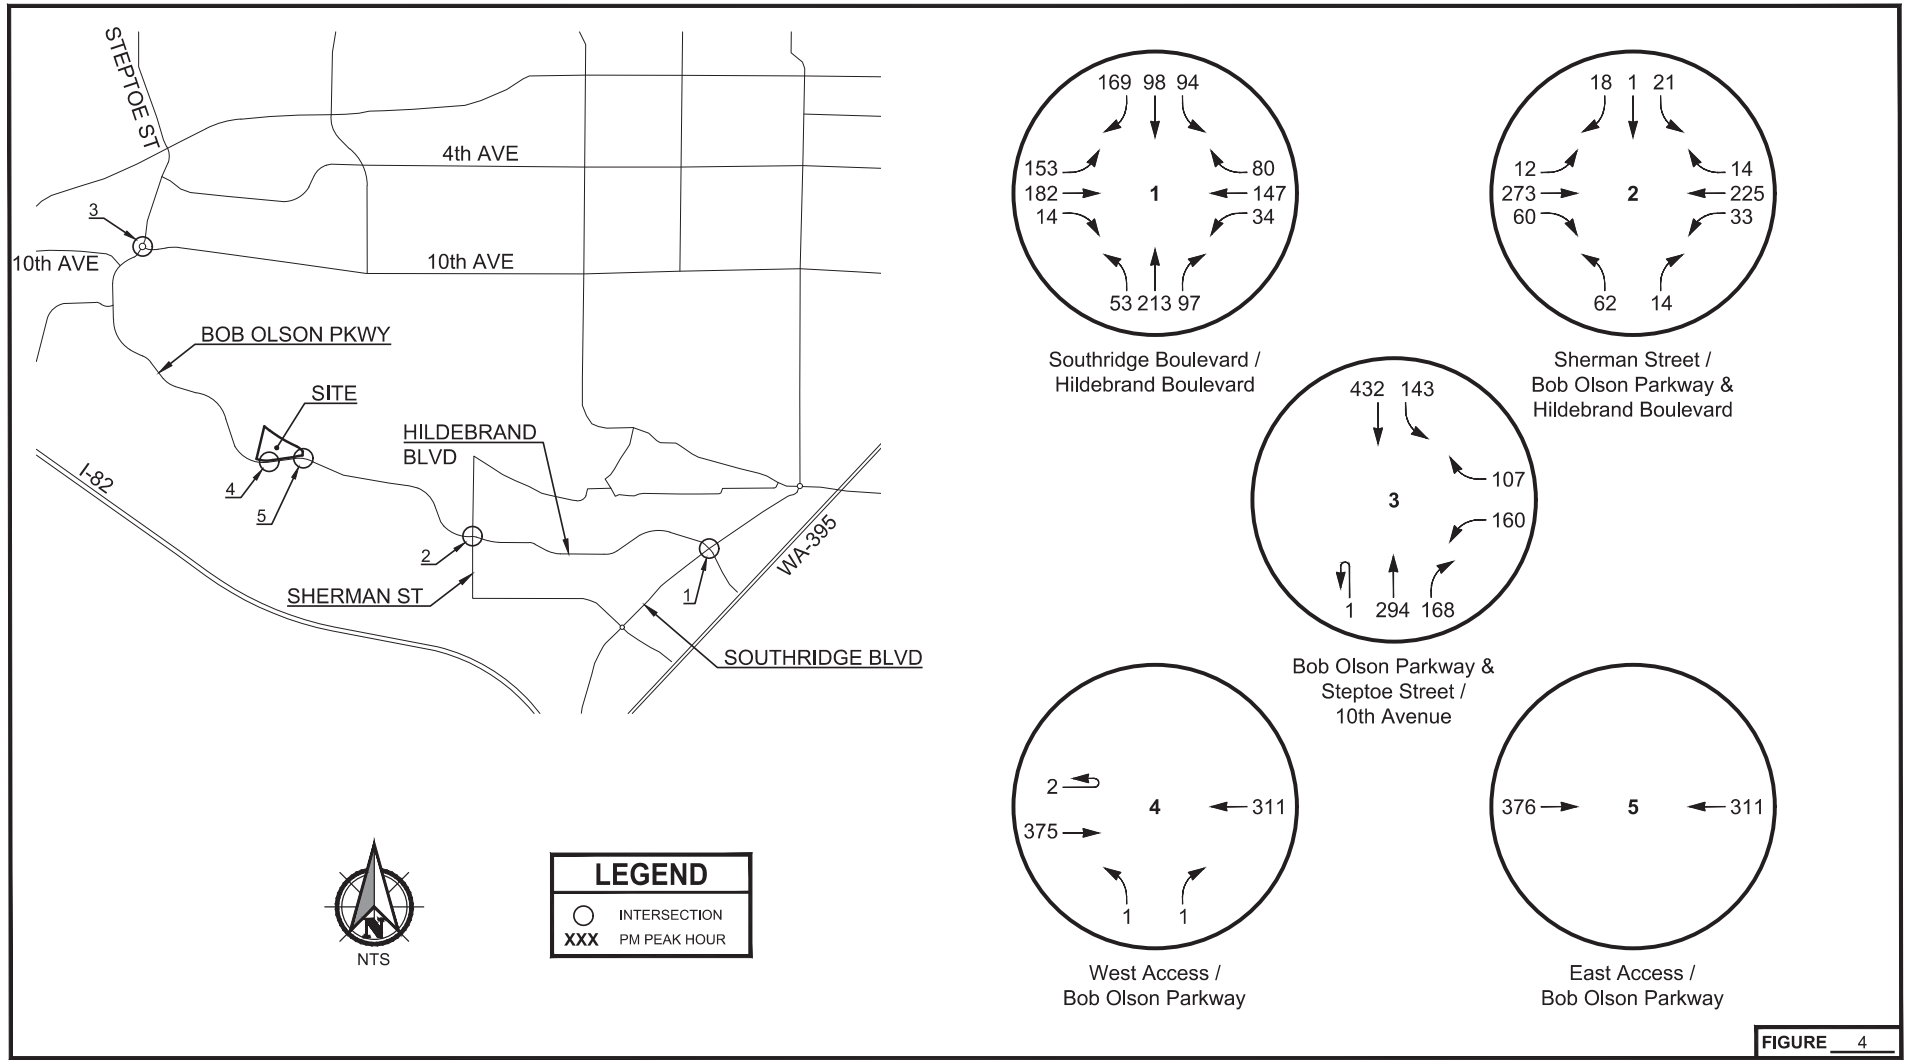 STEPTOE ST
4th AVE
3
10th AVE
10th AVE
BOB OLSON PKWY
SITE
HILDEBRAND
BLVD
I-82
4
5
2
SHERMAN ST
1
WA-395
SOUTHRIDGE BLVD
N
NTS
LEGEND
INTERSECTION
XXX PM PEAK HOUR
169 98 94
153 80
182 1 147
14 34
53 213 97
Southridge Boulevard /
Hildebrand Boulevard
18 1 21
12 14
273 2 225
60 33
62 14
Sherman Street /
Bob Olson Parkway &
Hildebrand Boulevard
432 143
107
3
160
1 294 168
Bob Olson Parkway &
Steptoe Street /
10th Avenue
2
4 311
375
1 1
West Access /
Bob Olson Parkway
376 5 311
East Access /
Bob Olson Parkway
FIGURE 4